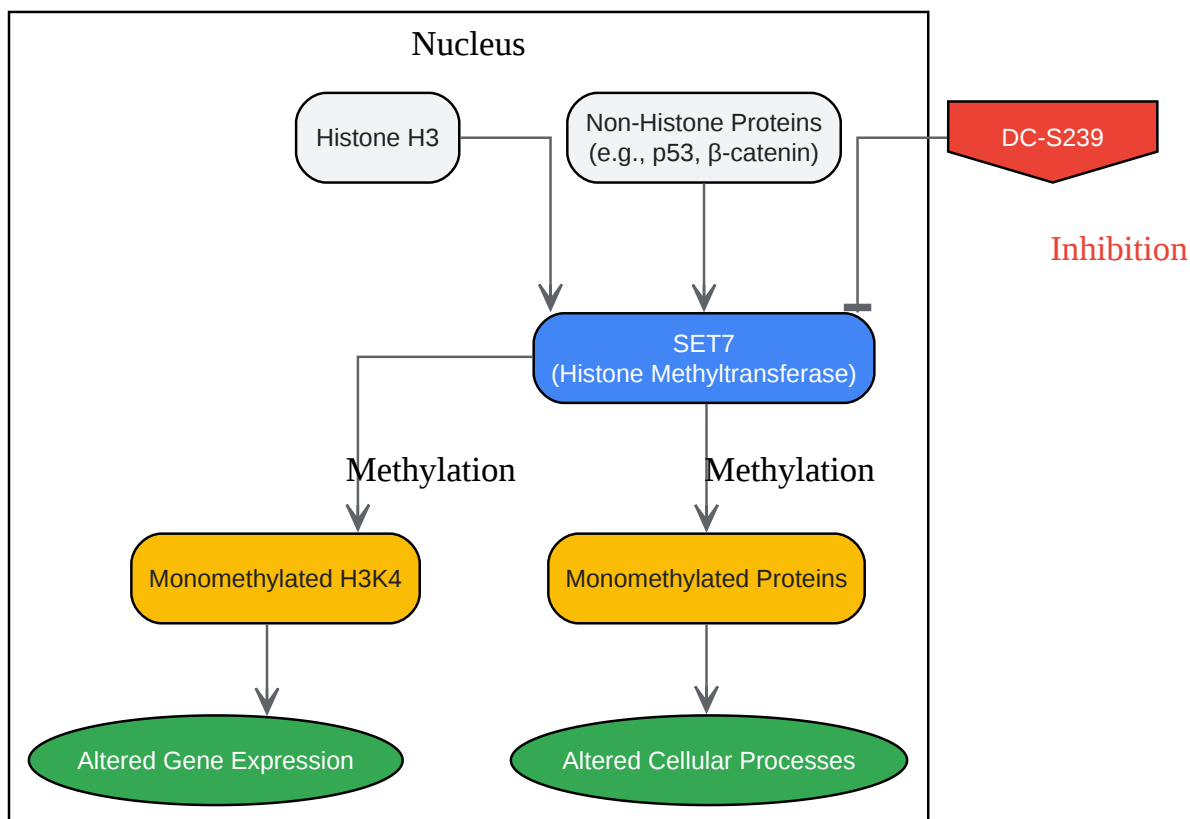 Nucleus
Histone H3
Non-Histone Proteins
(e.g., p53, β-catenin)
DC-S239
Inhibition
SET7
(Histone Methyltransferase)
Methylation
Methylation
Monomethylated H3K4
Monomethylated Proteins
Altered Gene Expression
Altered Cellular Processes